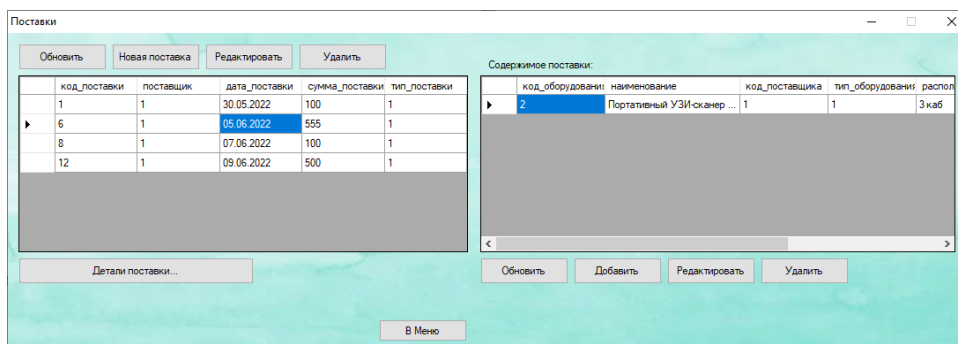 Поставки
Обновить Новая поставка Редактировать Удалить
код_поставки поставщик дата_поставки сумма_поставки тип_поставки
1 1 30.05.2022 100 1
6 1 05.06.2022 555 1
8 1 07.06.2022 100 1
12 1 09.06.2022 500 1
Детали поставки...
Содержимое поставки:
код_оборудовани наименование код_поставщика тип_оборудования распол
2 Портативный УЗИ-сканер ... 1 1 3 каб
Обновить Добавить Редактировать Удалить
В Меню